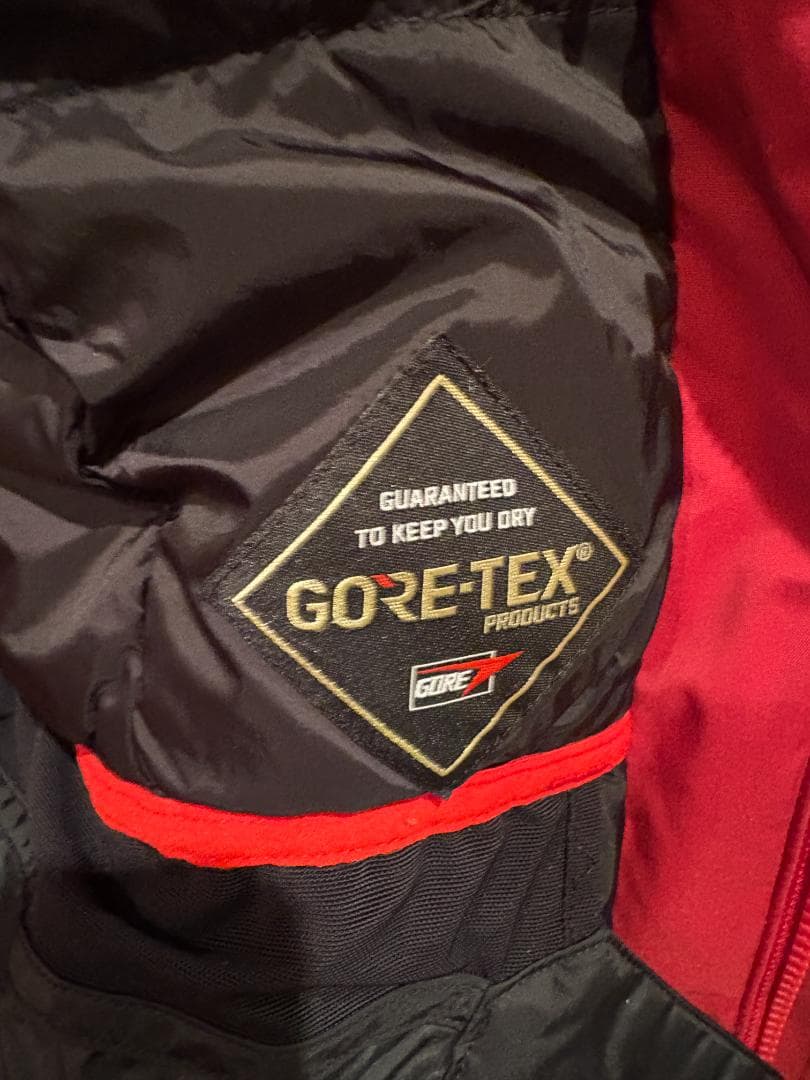 GUARANTEED
TO KEEP YOU DRY
GORE-TEX®
PRODUCTS
GORE